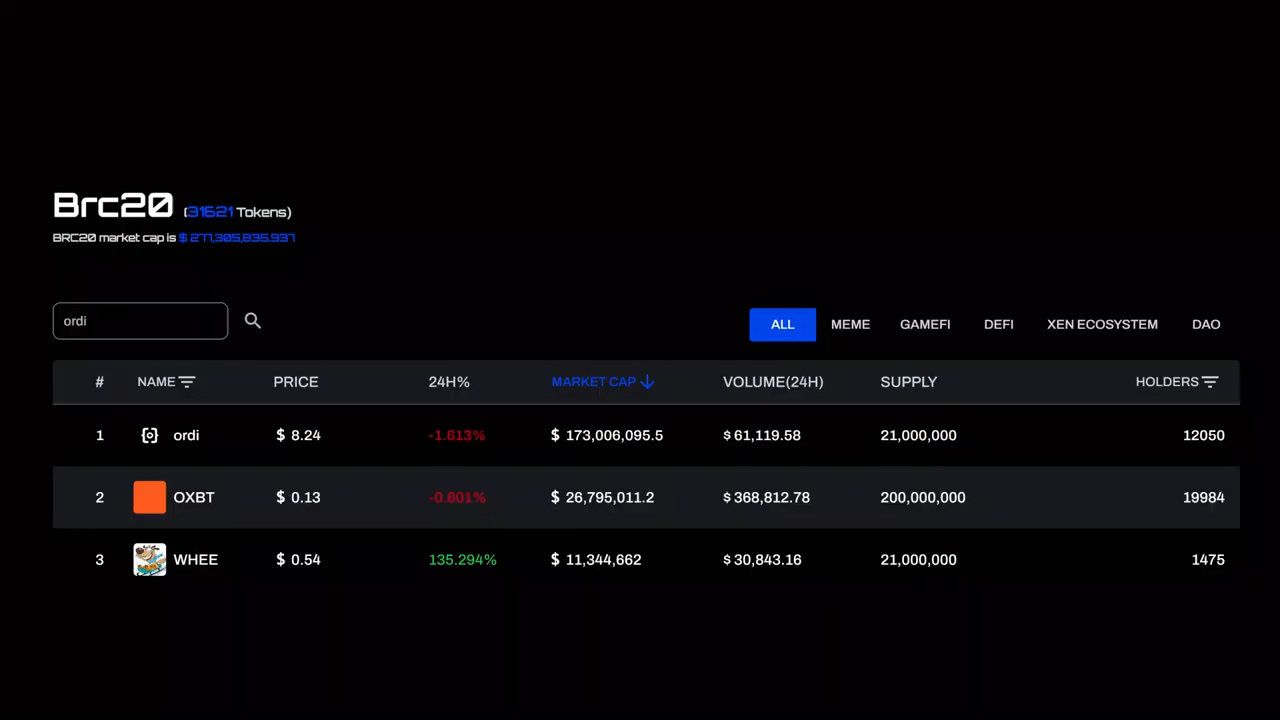 Brc20 (31621 Tokens)
BRC20 market cap is $ 277,305,835.937
ordi
ALL MEME GAMEFI DEFI XEN ECOSYSTEM DAO
# NAME PRICE 24H% MARKET CAP VOLUME(24H) SUPPLY HOLDERS
1 ordi $ 8.24 -1.613% $ 173,006,095.5 $ 61,119.58 21,000,000 12050
2 OXBT $ 0.13 -0.601% $ 26,795,011.2 $ 368,812.78 200,000,000 19984
3 WHEE $ 0.54 135.294% $ 11,344,662 $ 30,843.16 21,000,000 1475